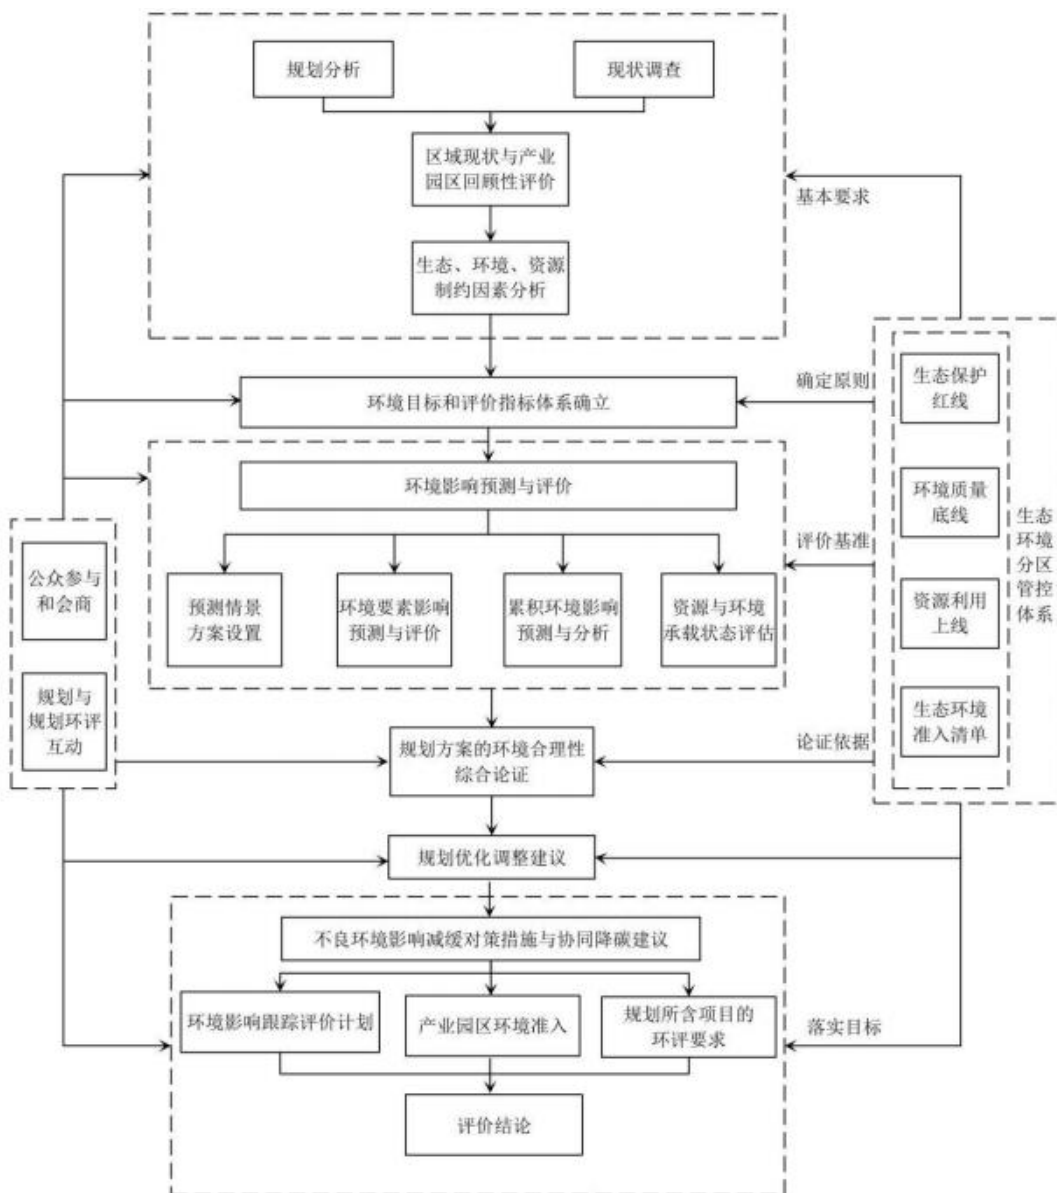 规划分析
现状调查
区域现状与产业
园区回顾性评价
基本要求
生态、环境、资源
制约因素分析
确定原则
环境目标和评价指标体系确立
生态保护
红线
环境影响预测与评价
环境质量
底线
评价基准
生态
环境
分区
管控
体系
公众参与
和会商
预测情景
方案设置
环境要素影响
预测与评价
累积环境影响
预测与分析
资源与环境
承载状态评估
资源利用
上线
规划与
规划环评
互动
规划方案的环境合理性
综合论证
论证依据
生态环境
准入清单
规划优化调整建议
不良环境影响减缓对策措施与协同降碳建议
环境影响跟踪评价计划
产业园区环境准入
规划所含项目的
环评要求
落实目标
评价结论